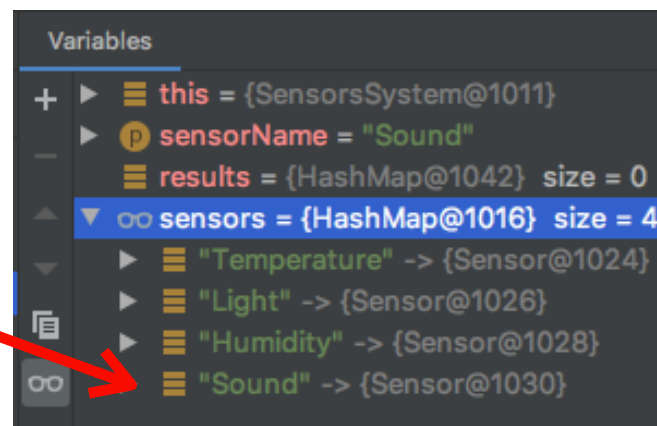 Variables
this = {SensorsSystem@1011}
p sensorName = "Sound"
results = {HashMap@1042} size = 0
sensors = {HashMap@1016} size = 4
"Temperature" -> {Sensor@1024}
"Light" -> {Sensor@1026}
"Humidity" -> {Sensor@1028}
"Sound" -> {Sensor@1030}